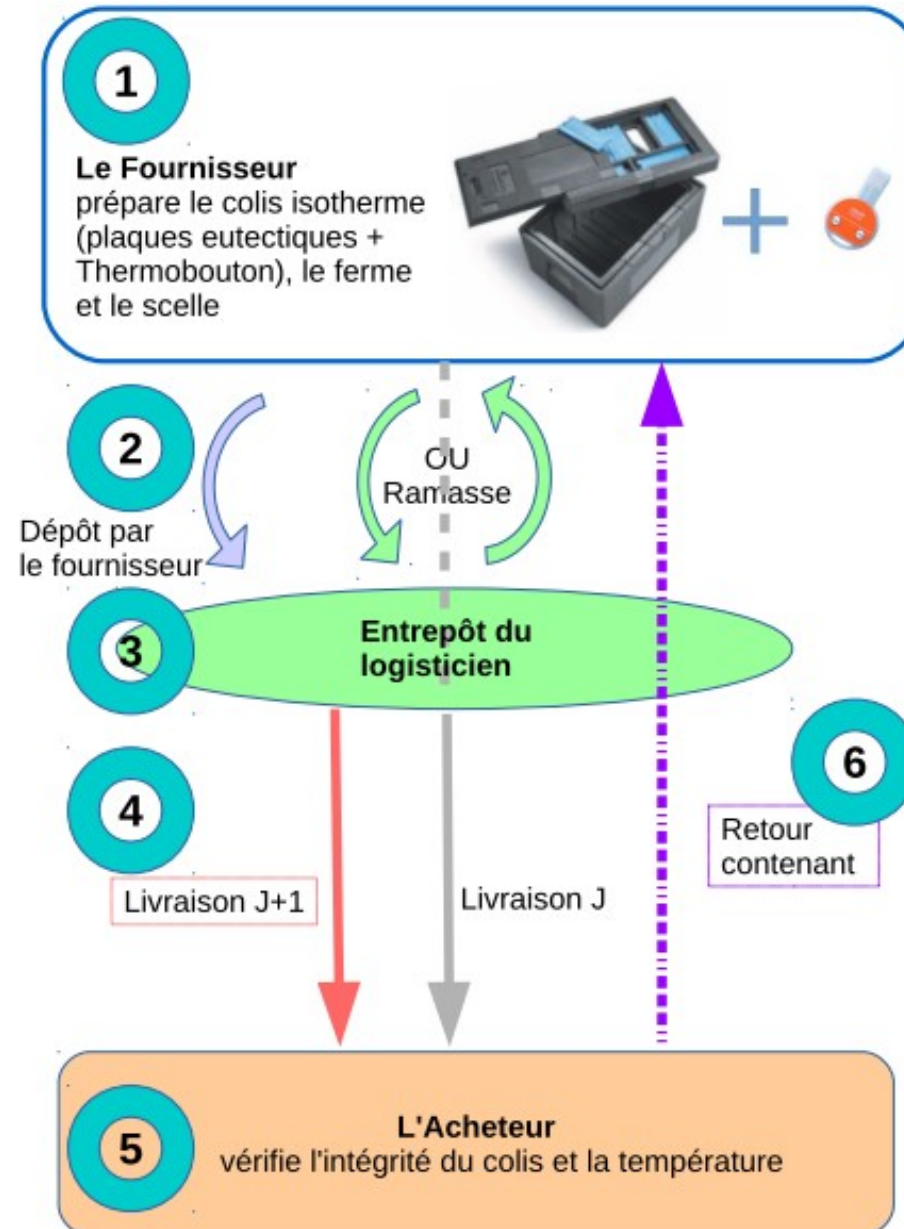 1
Le Fournisseur
prépare le colis isotherme
(plaques eutectiques +
Thermobouton), le ferme
et le scelle
2
OU
Ramasse
Dépôt par
le fournisseur
3
Entrepôt du
logisticien
4
6
Retour
contenant
Livraison J+1
Livraison J
5
L'Acheteur
vérifie l'intégrité du colis et la température